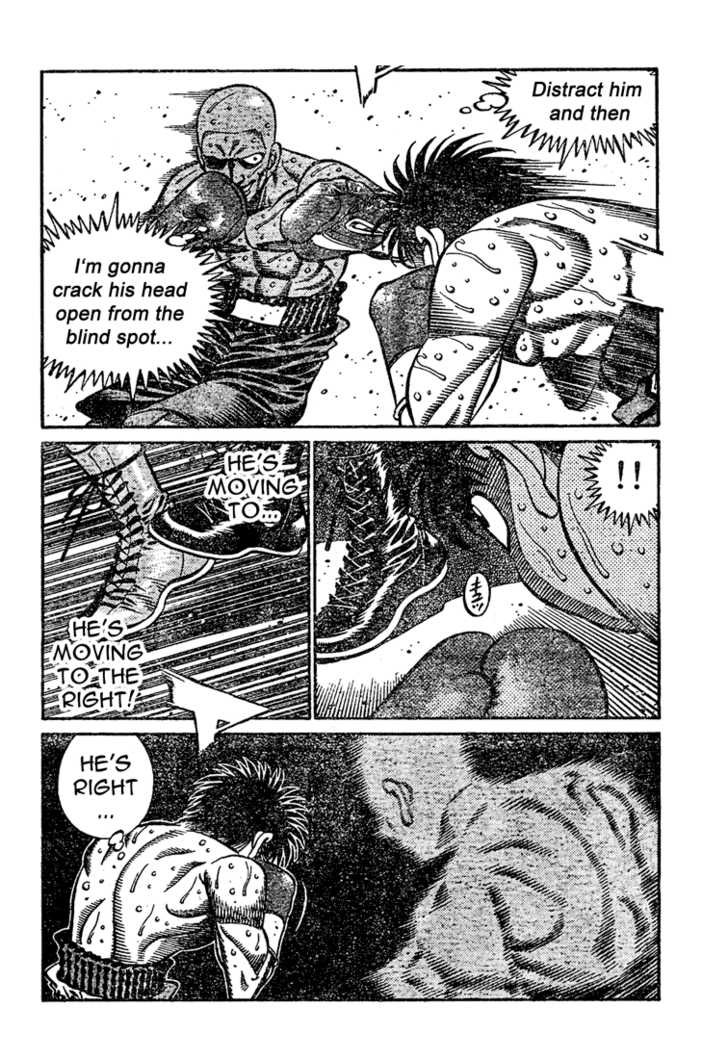 Distract him
and then
I'm gonna
crack his head
open from the
blind spot...
HE'S
MOVING
TO...
!!
HE'S
MOVING
TO THE
RIGHT!
HE'S
RIGHT
...